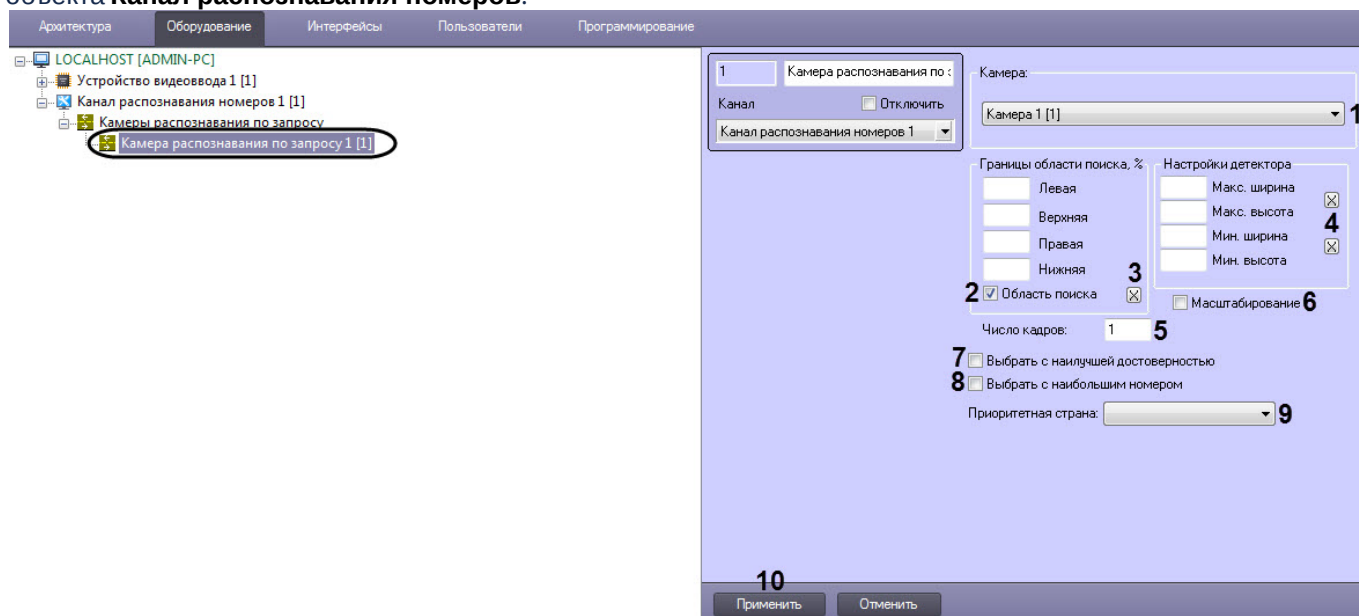 объекта Канал распознавания номеров.
Архитектура Оборудование Интерфейсы Пользователи Программирование
LOCALHOST [ADMIN-PC]
Устройство видеоввода 1 [1]
Канал распознавания номеров 1 [1]
Камеры распознавания по запросу
Камера распознавания по запросу 1 [1]
1 Камера распознавания по з
Канал Отключить
Канал распознавания номеров 1
Камера:
Камера 1 [1] 1
Границы области поиска, %
Левая
Верхняя
Правая
Нижняя 3
2 Область поиска
Настройки детектора
Макс. ширина
Макс. высота 4
Мин. ширина
Мин. высота
Масштабирование 6
Число кадров: 1 5
7 Выбрать с наилучшей достоверностью
8 Выбрать с наибольшим номером
Приоритетная страна: 9
10
Применить Отменить